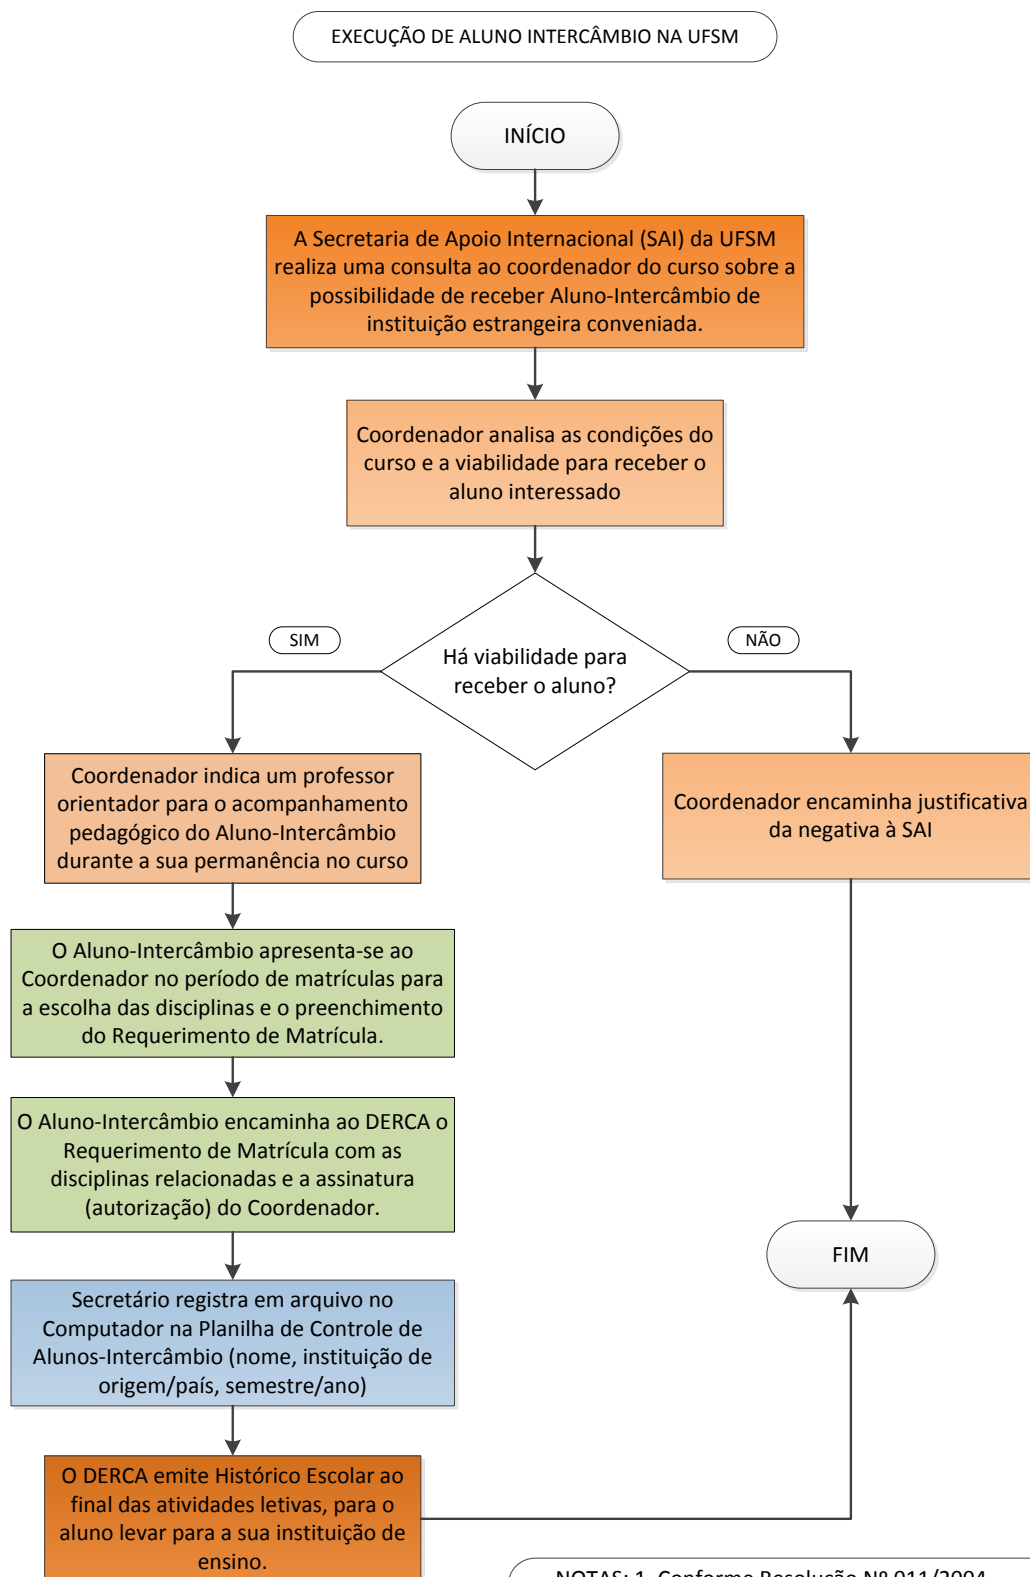 EXECUÇÃO DE ALUNO INTERCÂMBIO NA UFSM
INÍCIO
A Secretaria de Apoio Internacional (SAI) da UFSM
realiza uma consulta ao coordenador do curso sobre a
possibilidade de receber Aluno-Intercâmbio de
instituição estrangeira conveniada.
Coordenador analisa as condições do
curso e a viabilidade para receber o
aluno interessado
Há viabilidade para
receber o aluno?
SIM
NÃO
Coordenador indica um professor
orientador para o acompanhamento
pedagógico do Aluno-Intercâmbio
durante a sua permanência no curso
Coordenador encaminha justificativa
da negativa à SAI
O Aluno-Intercâmbio apresenta-se ao
Coordenador no período de matrículas para
a escolha das disciplinas e o preenchimento
do Requerimento de Matrícula.
O Aluno-Intercâmbio encaminha ao DERCA o
Requerimento de Matrícula com as
disciplinas relacionadas e a assinatura
(autorização) do Coordenador.
FIM
Secretário registra em arquivo no
Computador na Planilha de Controle de
Alunos-Intercâmbio (nome, instituição de
origem/país, semestre/ano)
O DERCA emite Histórico Escolar ao
final das atividades letivas, para o
aluno levar para a sua instituição de
ensino.
NOTAS: 1. Conforme Resolução Nº 011/2004